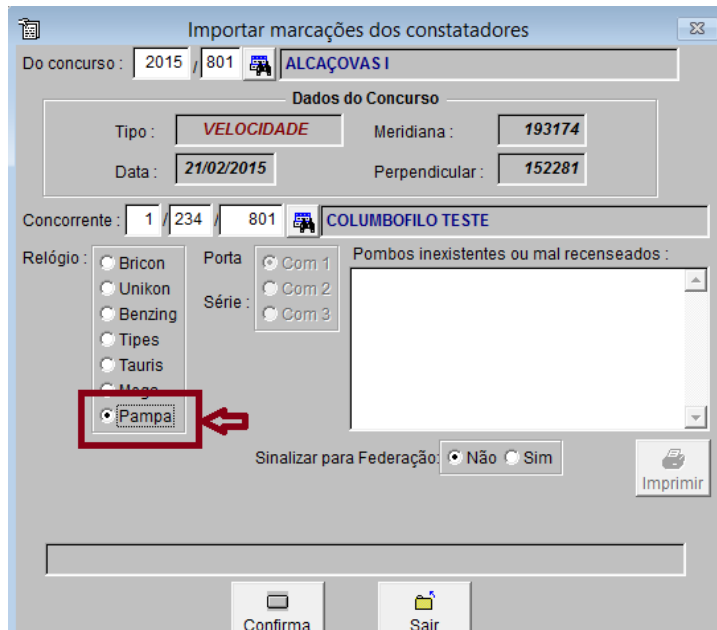 Importar marcações dos constatadores
Do concurso : 2015 / 801 ALCAÇOVAS I
Dados do Concurso
Tipo : VELOCIDADE Meridiana : 193174
Data : 21/02/2015 Perpendicular : 152281
Concorrente : 1 / 234 / 801 COLUMBOFILO TESTE
Relógio : Bricon Porta Com 1 Pombos inexistentes ou mal recenseados :
Unikon Com 2
Benzing Série : Com 3
Tipes
Tauris
Pampa
Sinalizar para Federação: Não Sim
Imprimir
Confirma Sair